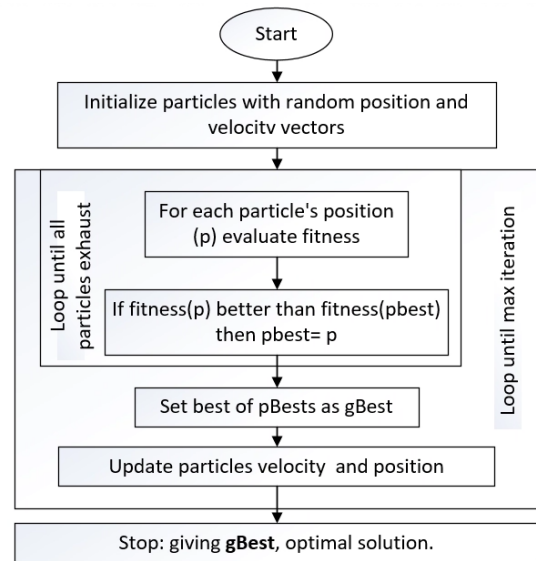 Start
Initialize particles with random position and
velocitv vectors
Loop until all
particles exhaust
For each particle's position
(p) evaluate fitness
If fitness(p) better than fitness(pbest)
then pbest= p
Loop until max iteration
Set best of pBests as gBest
Update particles velocity and position
Stop: giving gBest, optimal solution.